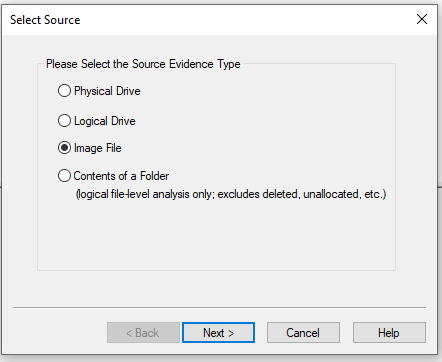 Select Source
Please Select the Source Evidence Type
Physical Drive
Logical Drive
Image File
Contents of a Folder
(logical file-level analysis only; excludes deleted, unallocated, etc.)
< Back Next > Cancel Help